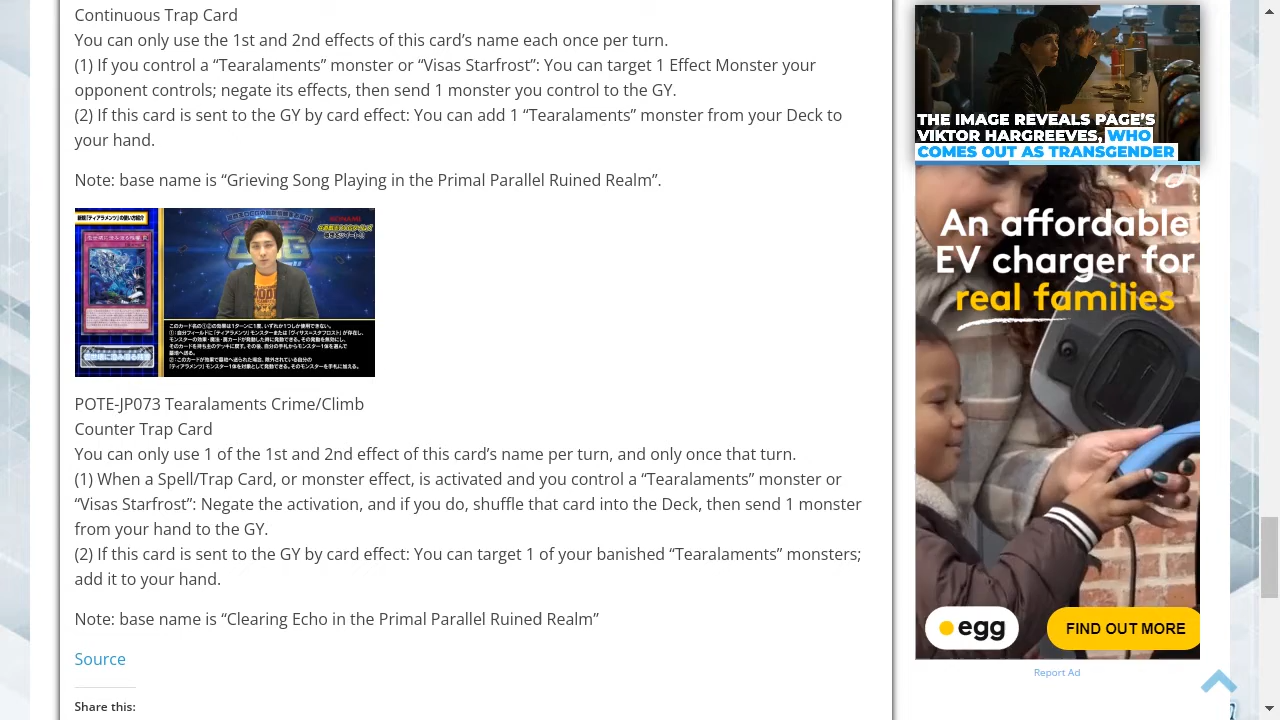 Continuous Trap Card
You can only use the 1st and 2nd effects of this card’s name each once per turn.
(1) If you control a “Tearalaments” monster or “VIsas Starfrost”: You can target 1 Effect Monster your
opponent controls; negate its effects, then send 1 monster you control to the GY.
(2) If this card is sent to the GY by card effect: You can add 1 “Tearalaments” monster from your Deck to
your hand.
Note: base name is “Grieving Song Playing in the Primal Parallel Ruined Realm”.
KONAMI
POTE-JP073 Tearalaments Crime/Climb
Counter Trap Card
You can only use 1 of the 1st and 2nd effect of this card’s name per turn, and only once that turn.
(1) When a Spell/Trap Card, or monster effect, is activated and you control a “Tearalaments” monster or
“Visas Starfrost”: Negate the activation, and if you do, shuffle that card into the Deck, then send 1 monster
from your hand to the GY.
(2) If this card is sent to the GY by card effect: You can target 1 of your banished “Tearalaments” monsters;
add it to your hand.
Note: base name is “Clearing Echo in the Primal Parallel Ruined Realm”
Source
Share this:
THE IMAGE REVEALS PAGE’S
VIKTOR HARGREEVES, WHO
COMES OUT AS TRANSGENDER
An affordable
EV charger for
real families
egg
FIND OUT MORE
Report Ad